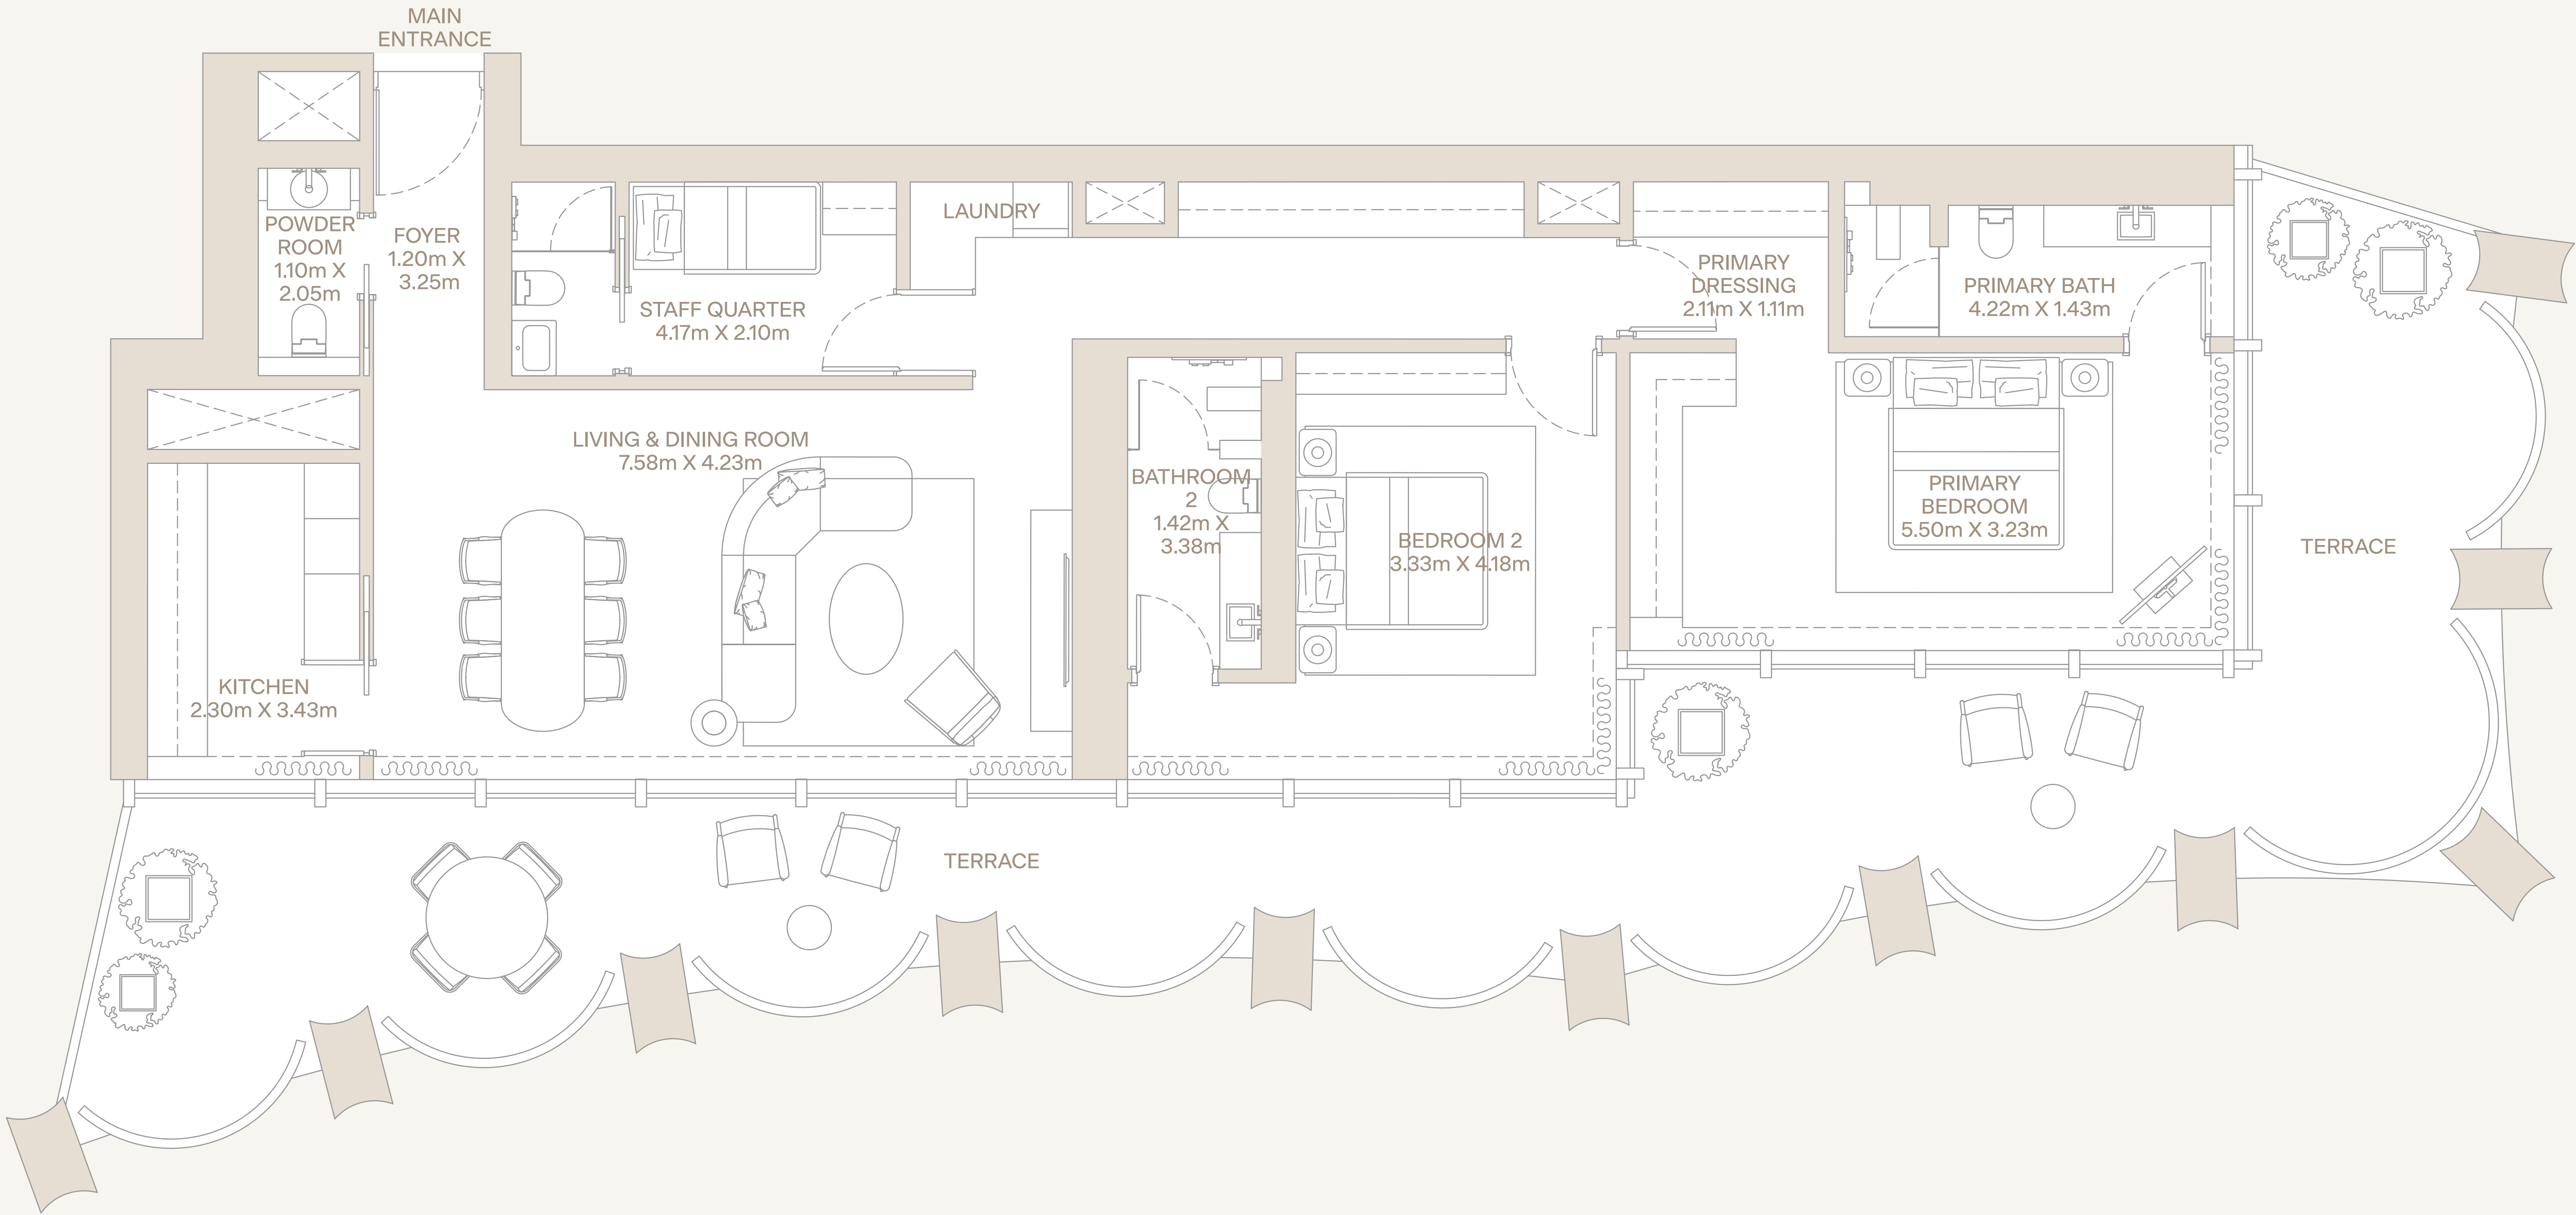 MAIN
ENTRANCE
POWDER
ROOM
1.10m X
2.05m
FOYER
1.20m X
3.25m
STAFF QUARTER
4.17m X 2.10m
LAUNDRY
PRIMARY
DRESSING
2.11m X 1.11m
PRIMARY BATH
4.22m X 1.43m
LIVING & DINING ROOM
7.58m X 4.23m
BATHROOM
2
1.42m X
3.38m
BEDROOM 2
3.33m X 4.18m
PRIMARY
BEDROOM
5.50m X 3.23m
TERRACE
KITCHEN
2.30m X 3.43m
TERRACE